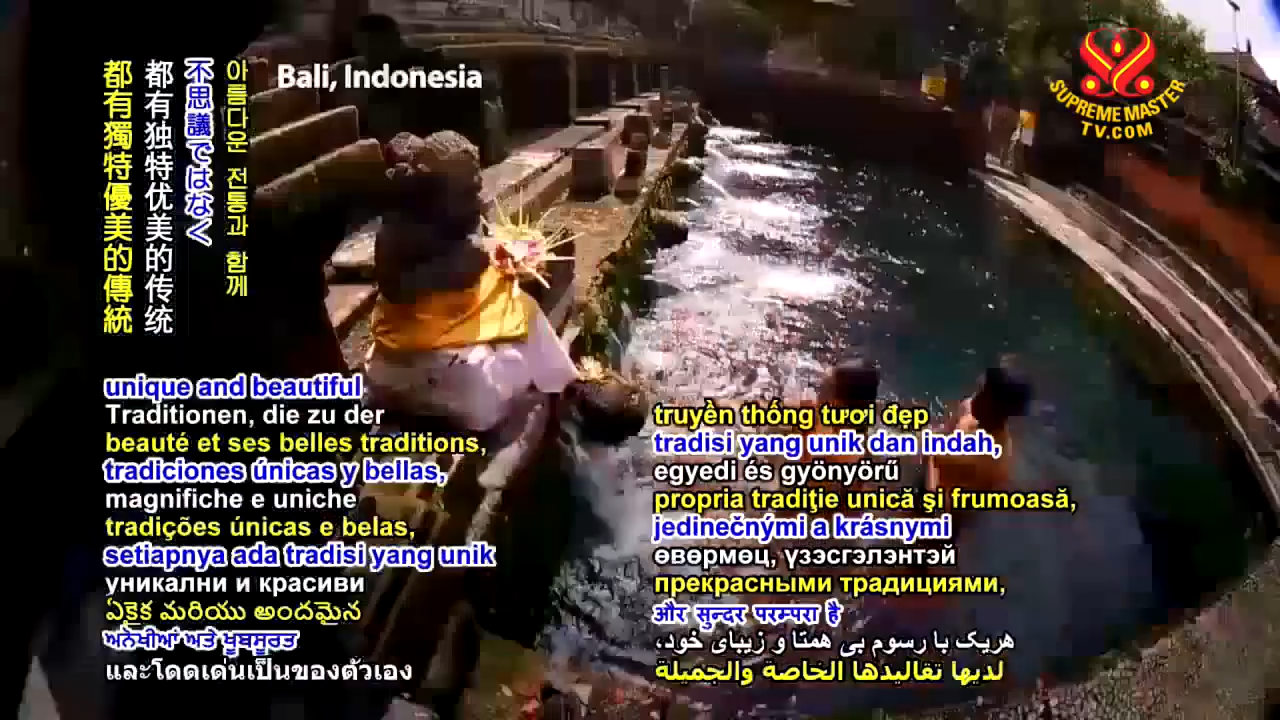 Bali, Indonesia
SUPREME MASTER
TV.COM
아름다운 전통과 함께
不思議ではなく
都有独特优美的传统
都有獨特優美的傳統
unique and beautiful
Traditionen, die zu der
beauté et ses belles traditions,
tradiciones únicas y bellas,
magnifiche e uniche
tradições únicas e belas,
setiapnya ada tradisi yang unik
уникални и красиви
ఏకైక మరియు అందమైన
ਅਨੋਖੀਆਂ ਅਤੇ ਖੂਬਸੂਰਤ
และโดดเด่นเป็นของตัวเอง
truyền thống tươi đẹp
tradisi yang unik dan indah,
egyedi és gyönyörű
propria tradiţie unică şi frumoasă,
jedinečnými a krásnymi
өвөрмөц, үзэсгэлэнтэй
прекрасными традициями,
और सुन्दर परम्परा है
هریک با رسوم بی همتا و زیبای خود،
لديها تقاليدها الخاصة والجميلة